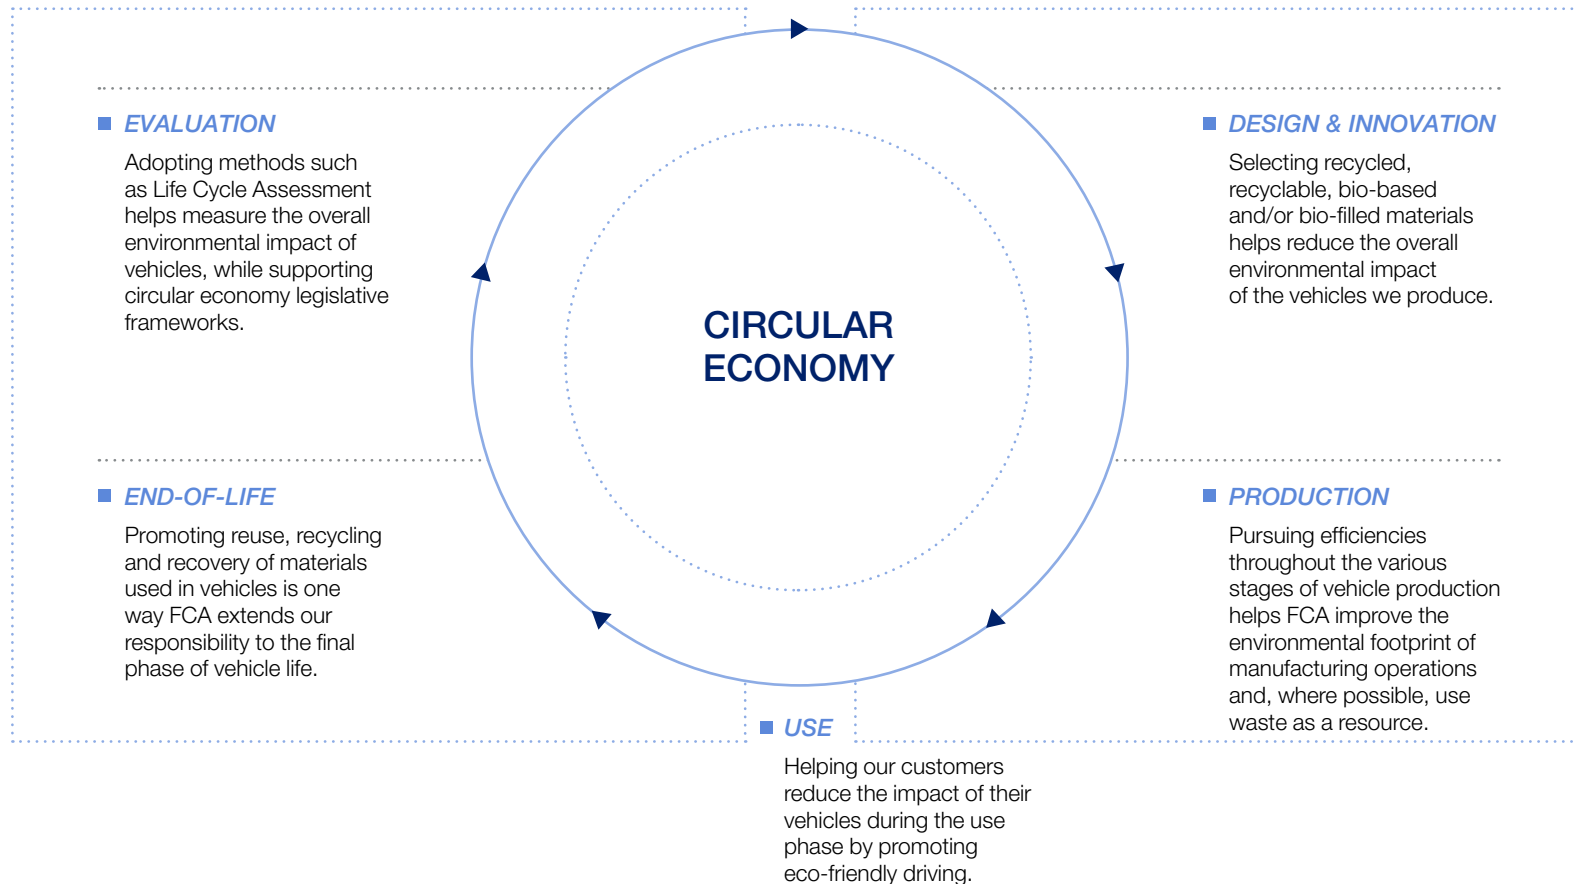 EVALUATION
Adopting methods such
as Life Cycle Assessment
helps measure the overall
environmental impact of
vehicles, while supporting
circular economy legislative
frameworks.
DESIGN & INNOVATION
Selecting recycled,
recyclable, bio-based
and/or bio-filled materials
helps reduce the overall
environmental impact
of the vehicles we produce.
CIRCULAR
ECONOMY
END-OF-LIFE
Promoting reuse, recycling
and recovery of materials
used in vehicles is one
way FCA extends our
responsibility to the final
phase of vehicle life.
PRODUCTION
Pursuing efficiencies
throughout the various
stages of vehicle production
helps FCA improve the
environmental footprint of
manufacturing operations
and, where possible, use
waste as a resource.
USE
Helping our customers
reduce the impact of their
vehicles during the use
phase by promoting
eco-friendly driving.